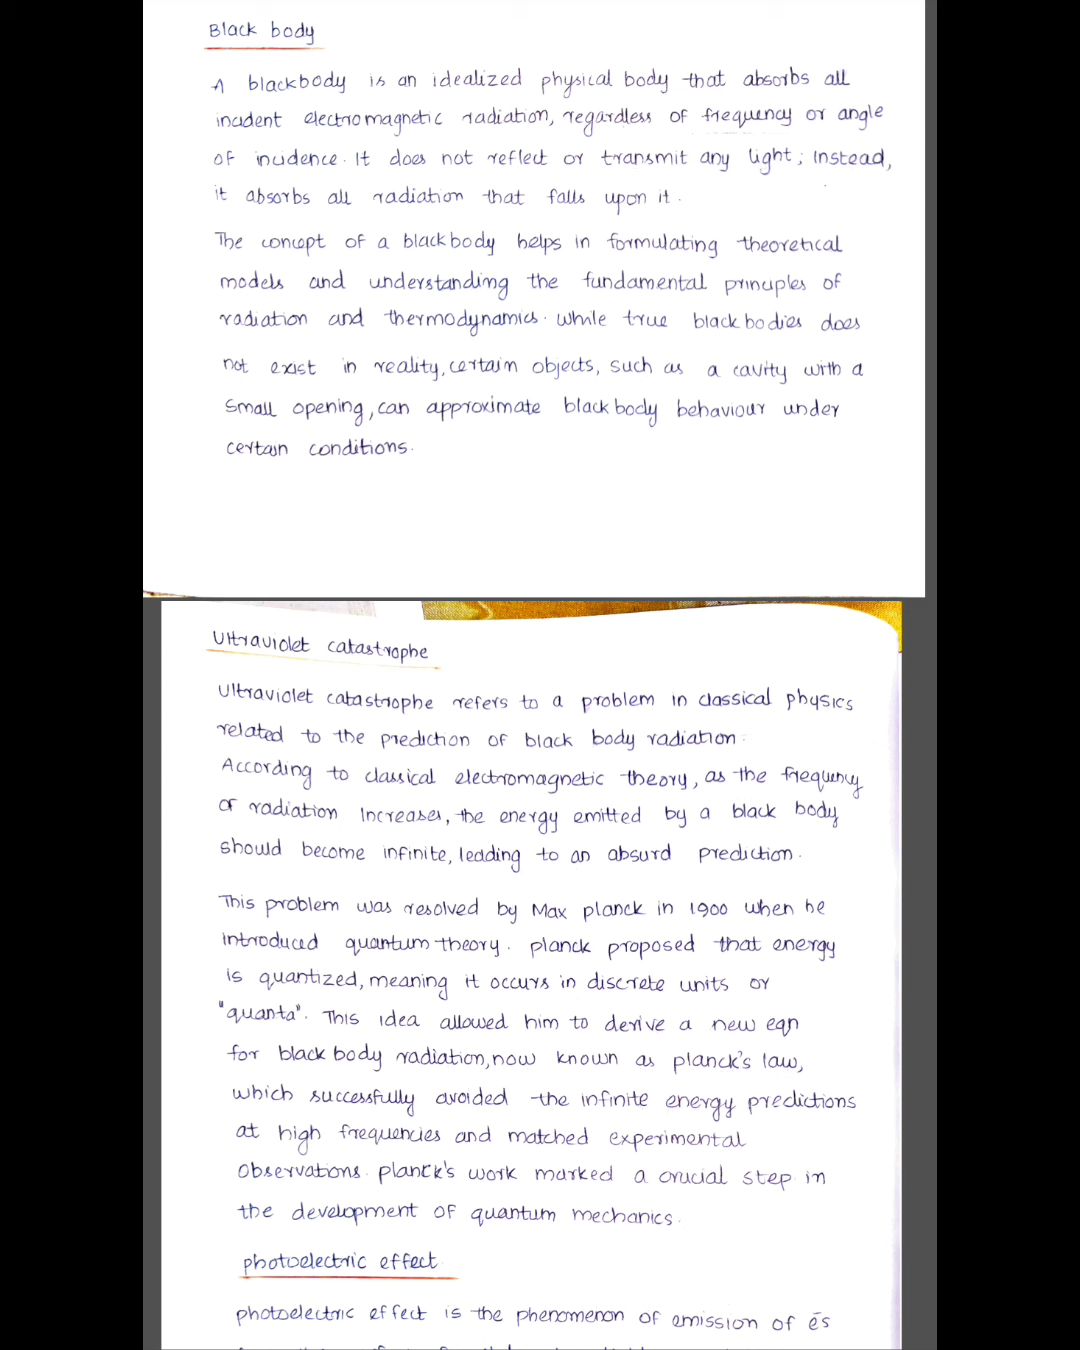 Black body
A blackbody is an idealized physical body that absorbs all
incident electromagnetic radiation, regardless of frequency or angle
of incidence. It does not reflect or transmit any light; Instead,
it absorbs all radiation that falls upon it.
The concept of a blackbody helps in formulating theoretical
models and understanding the fundamental principles of
radiation and thermodynamics. While true blackbodies does
not exist in reality, certain objects, such as a cavity with a
small opening, can approximate blackbody behaviour under
certain conditions.
Ultraviolet catastrophe
Ultraviolet catastrophe refers to a problem in classical physics
related to the prediction of black body radiation.
According to classical electromagnetic theory, as the frequency
of radiation increases, the energy emitted by a black body
should become infinite, leading to an absurd prediction.
This problem was resolved by Max planck in 1900 when he
introduced quantum theory. planck proposed that energy
is quantized, meaning it occurs in discrete units or
"quanta". This idea allowed him to derive a new eqn
for blackbody radiation, now known as planck's law,
which successfully avoided the infinite energy predictions
at high frequencies and matched experimental
observations. planck's work marked a crucial step in
the development of quantum mechanics.
photoelectric effect
photoelectric effect is the phenomenon of emission of ēs